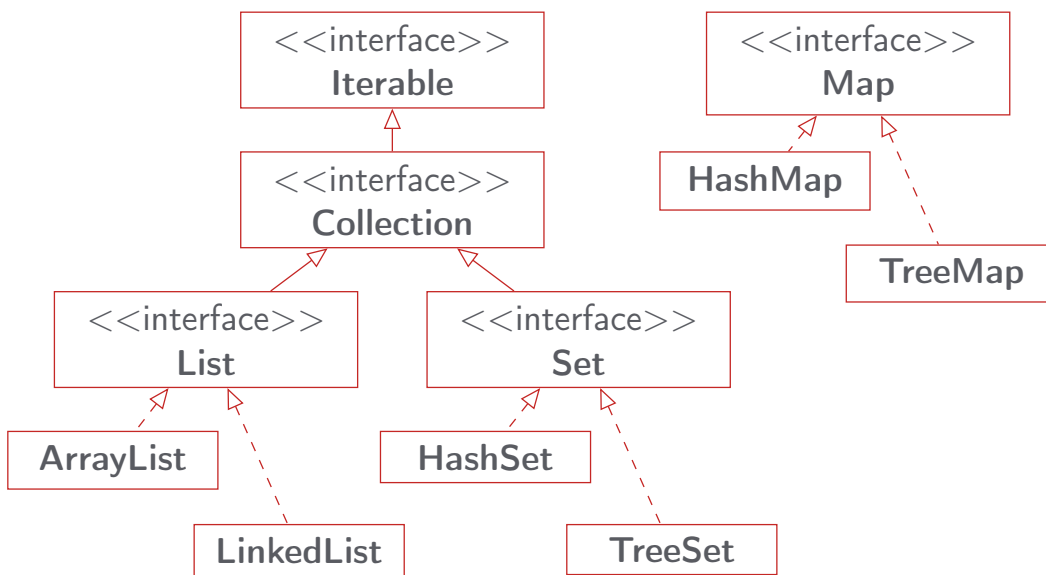 <<interface>>
Iterable
<<interface>>
Map
<<interface>>
Collection
HashMap
TreeMap
<<interface>>
List
<<interface>>
Set
ArrayList
HashSet
LinkedList
TreeSet